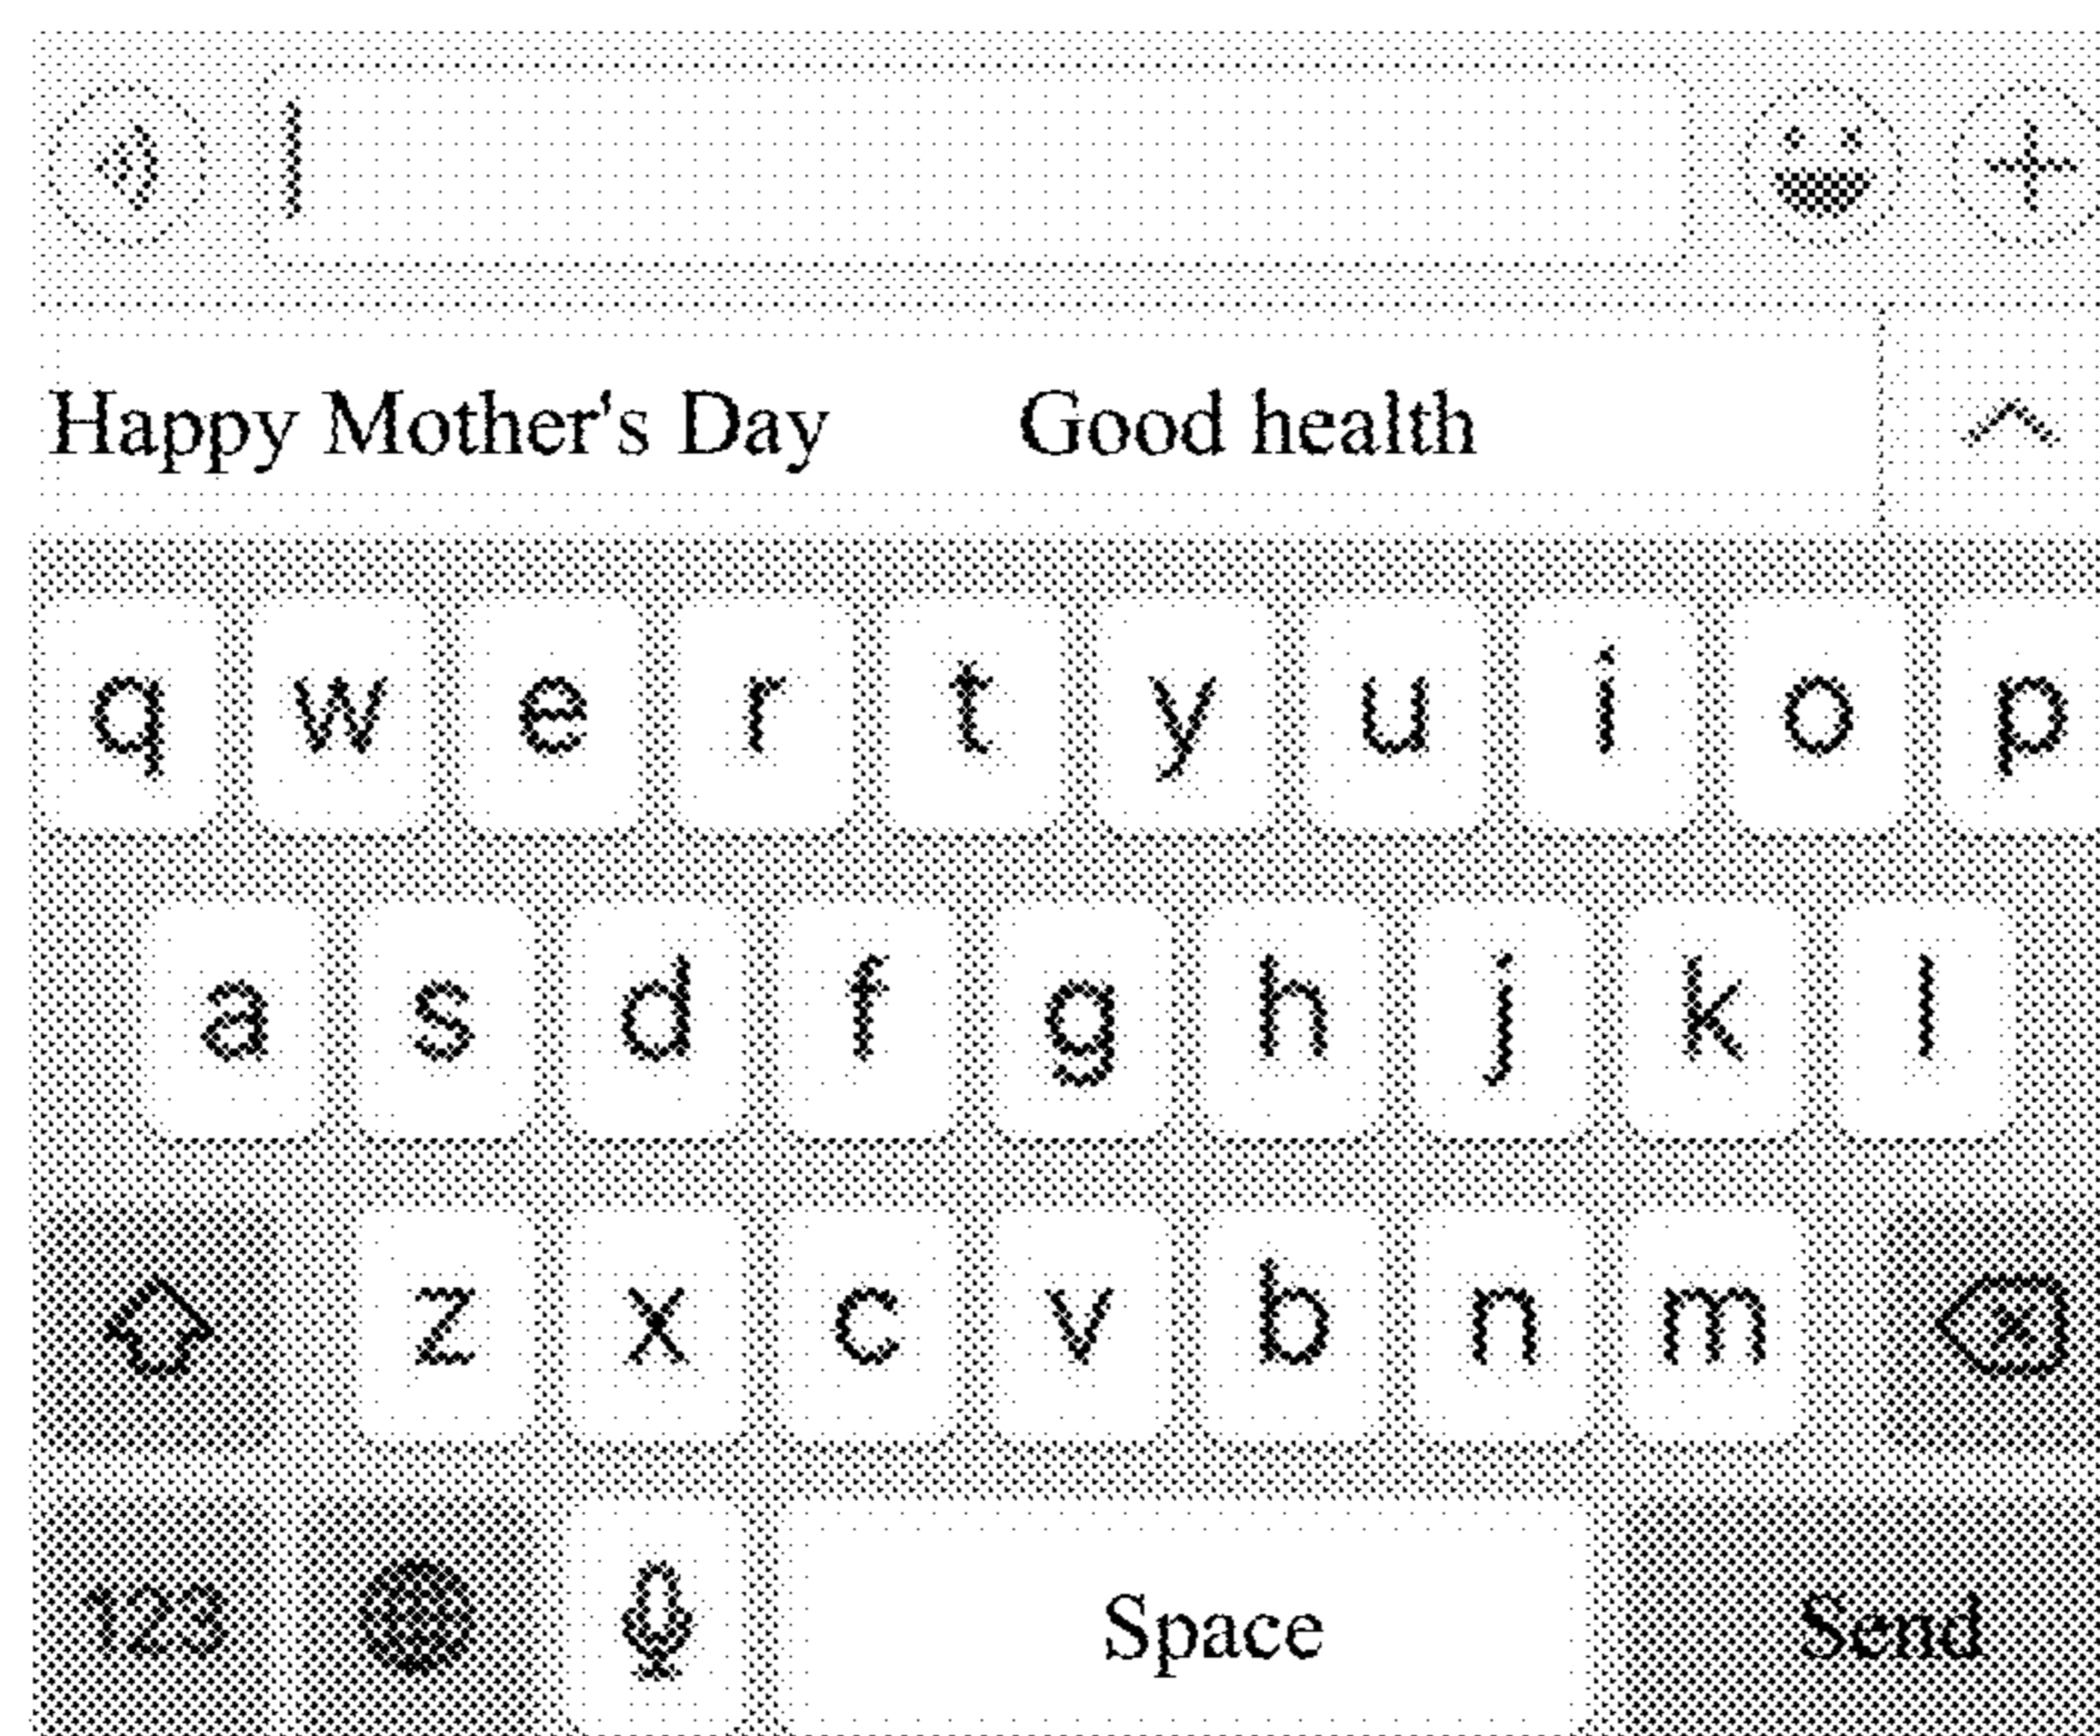 Happy Mother's Day Good health
q w e r t y u i o p
a s d f g h j k l
z x c v b n m
123 Space Send